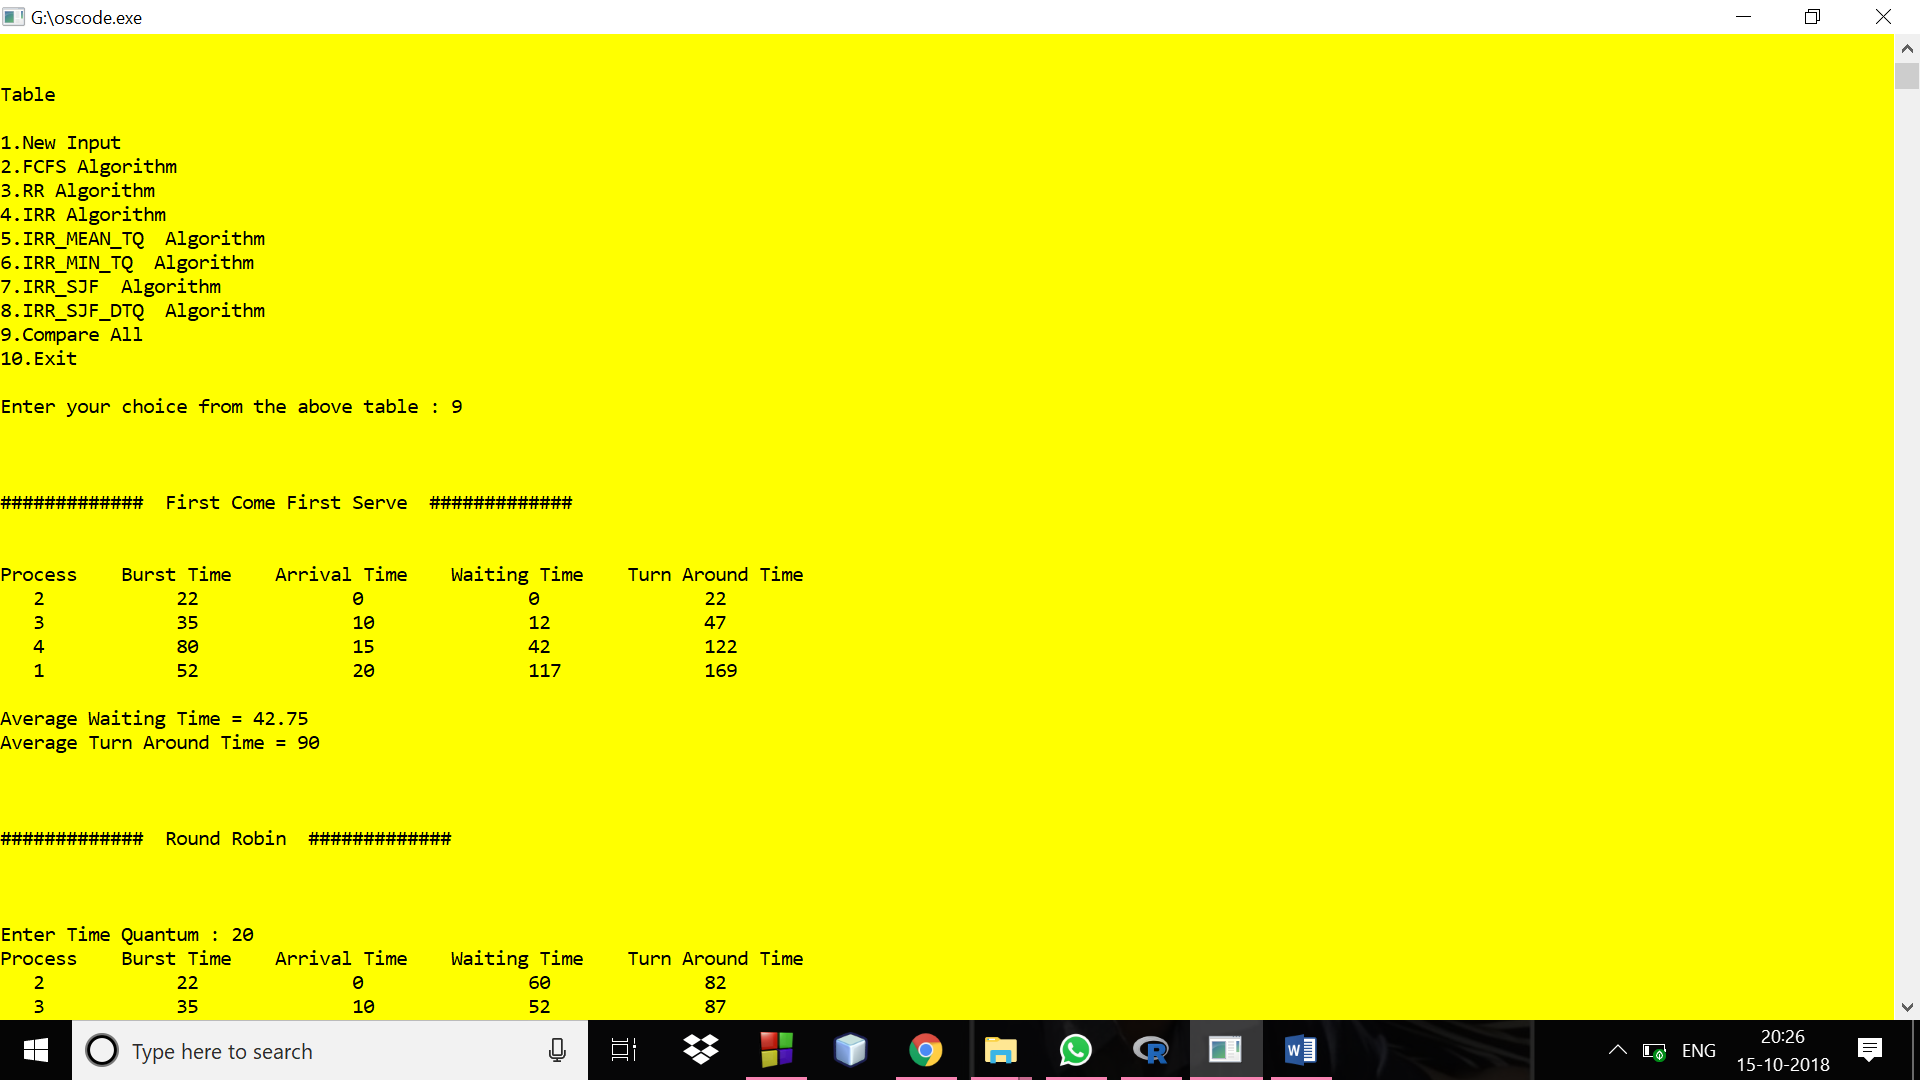 G:\oscode.exe
Table
1.New Input
2.FCFS Algorithm
3.RR Algorithm
4.IRR Algorithm
5.IRR_MEAN_TQ  Algorithm
6.IRR_MIN_TQ  Algorithm
7.IRR_SJF  Algorithm
8.IRR_SJF_DTQ  Algorithm
9.Compare All
10.Exit
Enter your choice from the above table : 9
#############  First Come First Serve  #############
Process    Burst Time    Arrival Time    Waiting Time    Turn Around Time
2    22    0    0    22
3    35    10    12    47
4    80    15    42    122
1    52    20    117    169
Average Waiting Time = 42.75
Average Turn Around Time = 90
#############  Round Robin  #############
Enter Time Quantum : 20
Process    Burst Time    Arrival Time    Waiting Time    Turn Around Time
2    22    0    60    82
3    35    10    52    87
Type here to search
ENG
20:26
15-10-2018